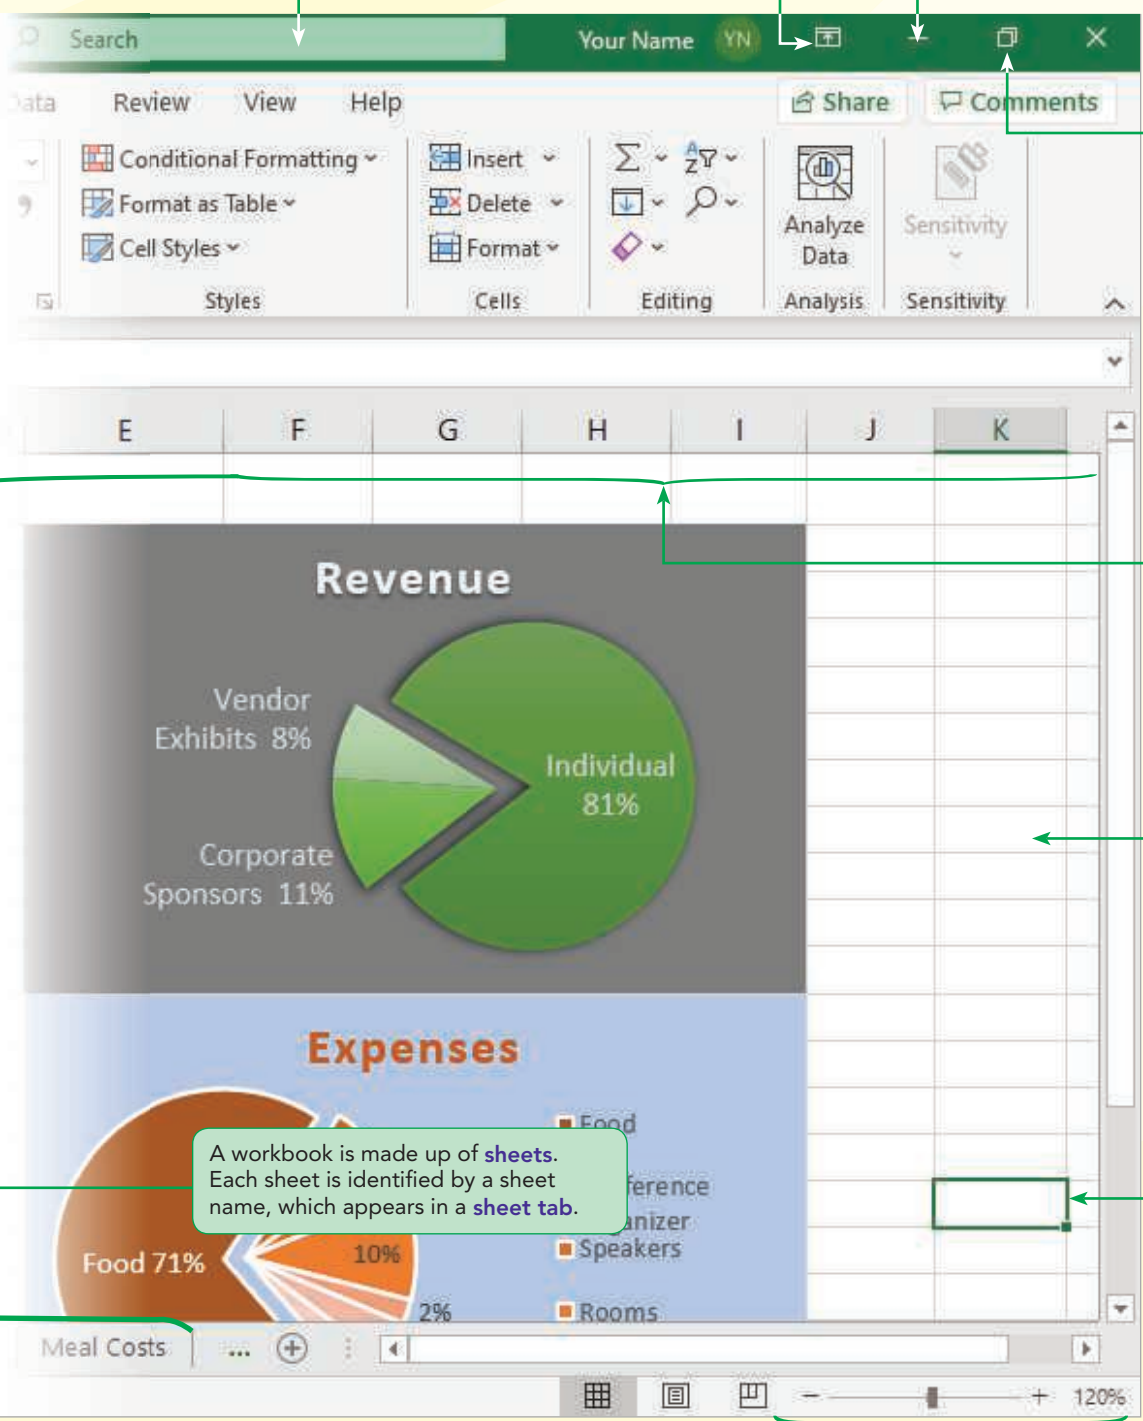 Search
Your Name YN
Data Review View Help
Share Comments
Conditional Formatting
Format as Table
Cell Styles
Styles
Insert
Delete
Format
Cells
Editing
Analyze
Data
Analysis
Sensitivity
Sensitivity
E F G H I J K
Revenue
Vendor
Exhibits 8%
Individual
81%
Corporate
Sponsors 11%
Expenses
Food
A workbook is made up of sheets.
Each sheet is identified by a sheet
name, which appears in a sheet tab.
ference
anizer
Speakers
Food 71%
10%
2%
Rooms
Meal Costs ...
120%